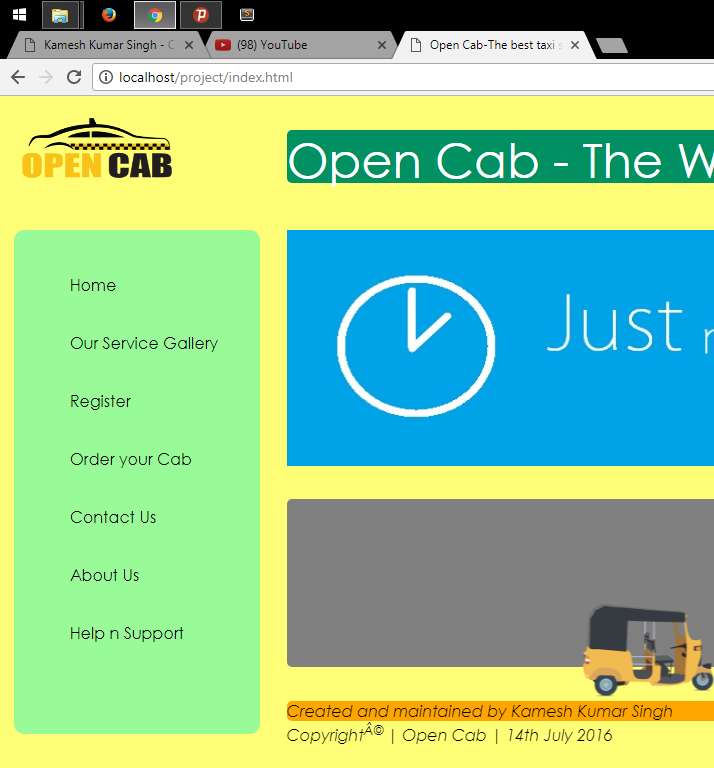 Kamesh Kumar Singh - C
(98) YouTube
Open Cab-The best taxi s
localhost/project/index.html
OPEN CAB
Open Cab - The W
Home
Our Service Gallery
Register
Order your Cab
Contact Us
About Us
Help n Support
Just
Created and maintained by Kamesh Kumar Singh
CopyrightÂ© | Open Cab | 14th July 2016